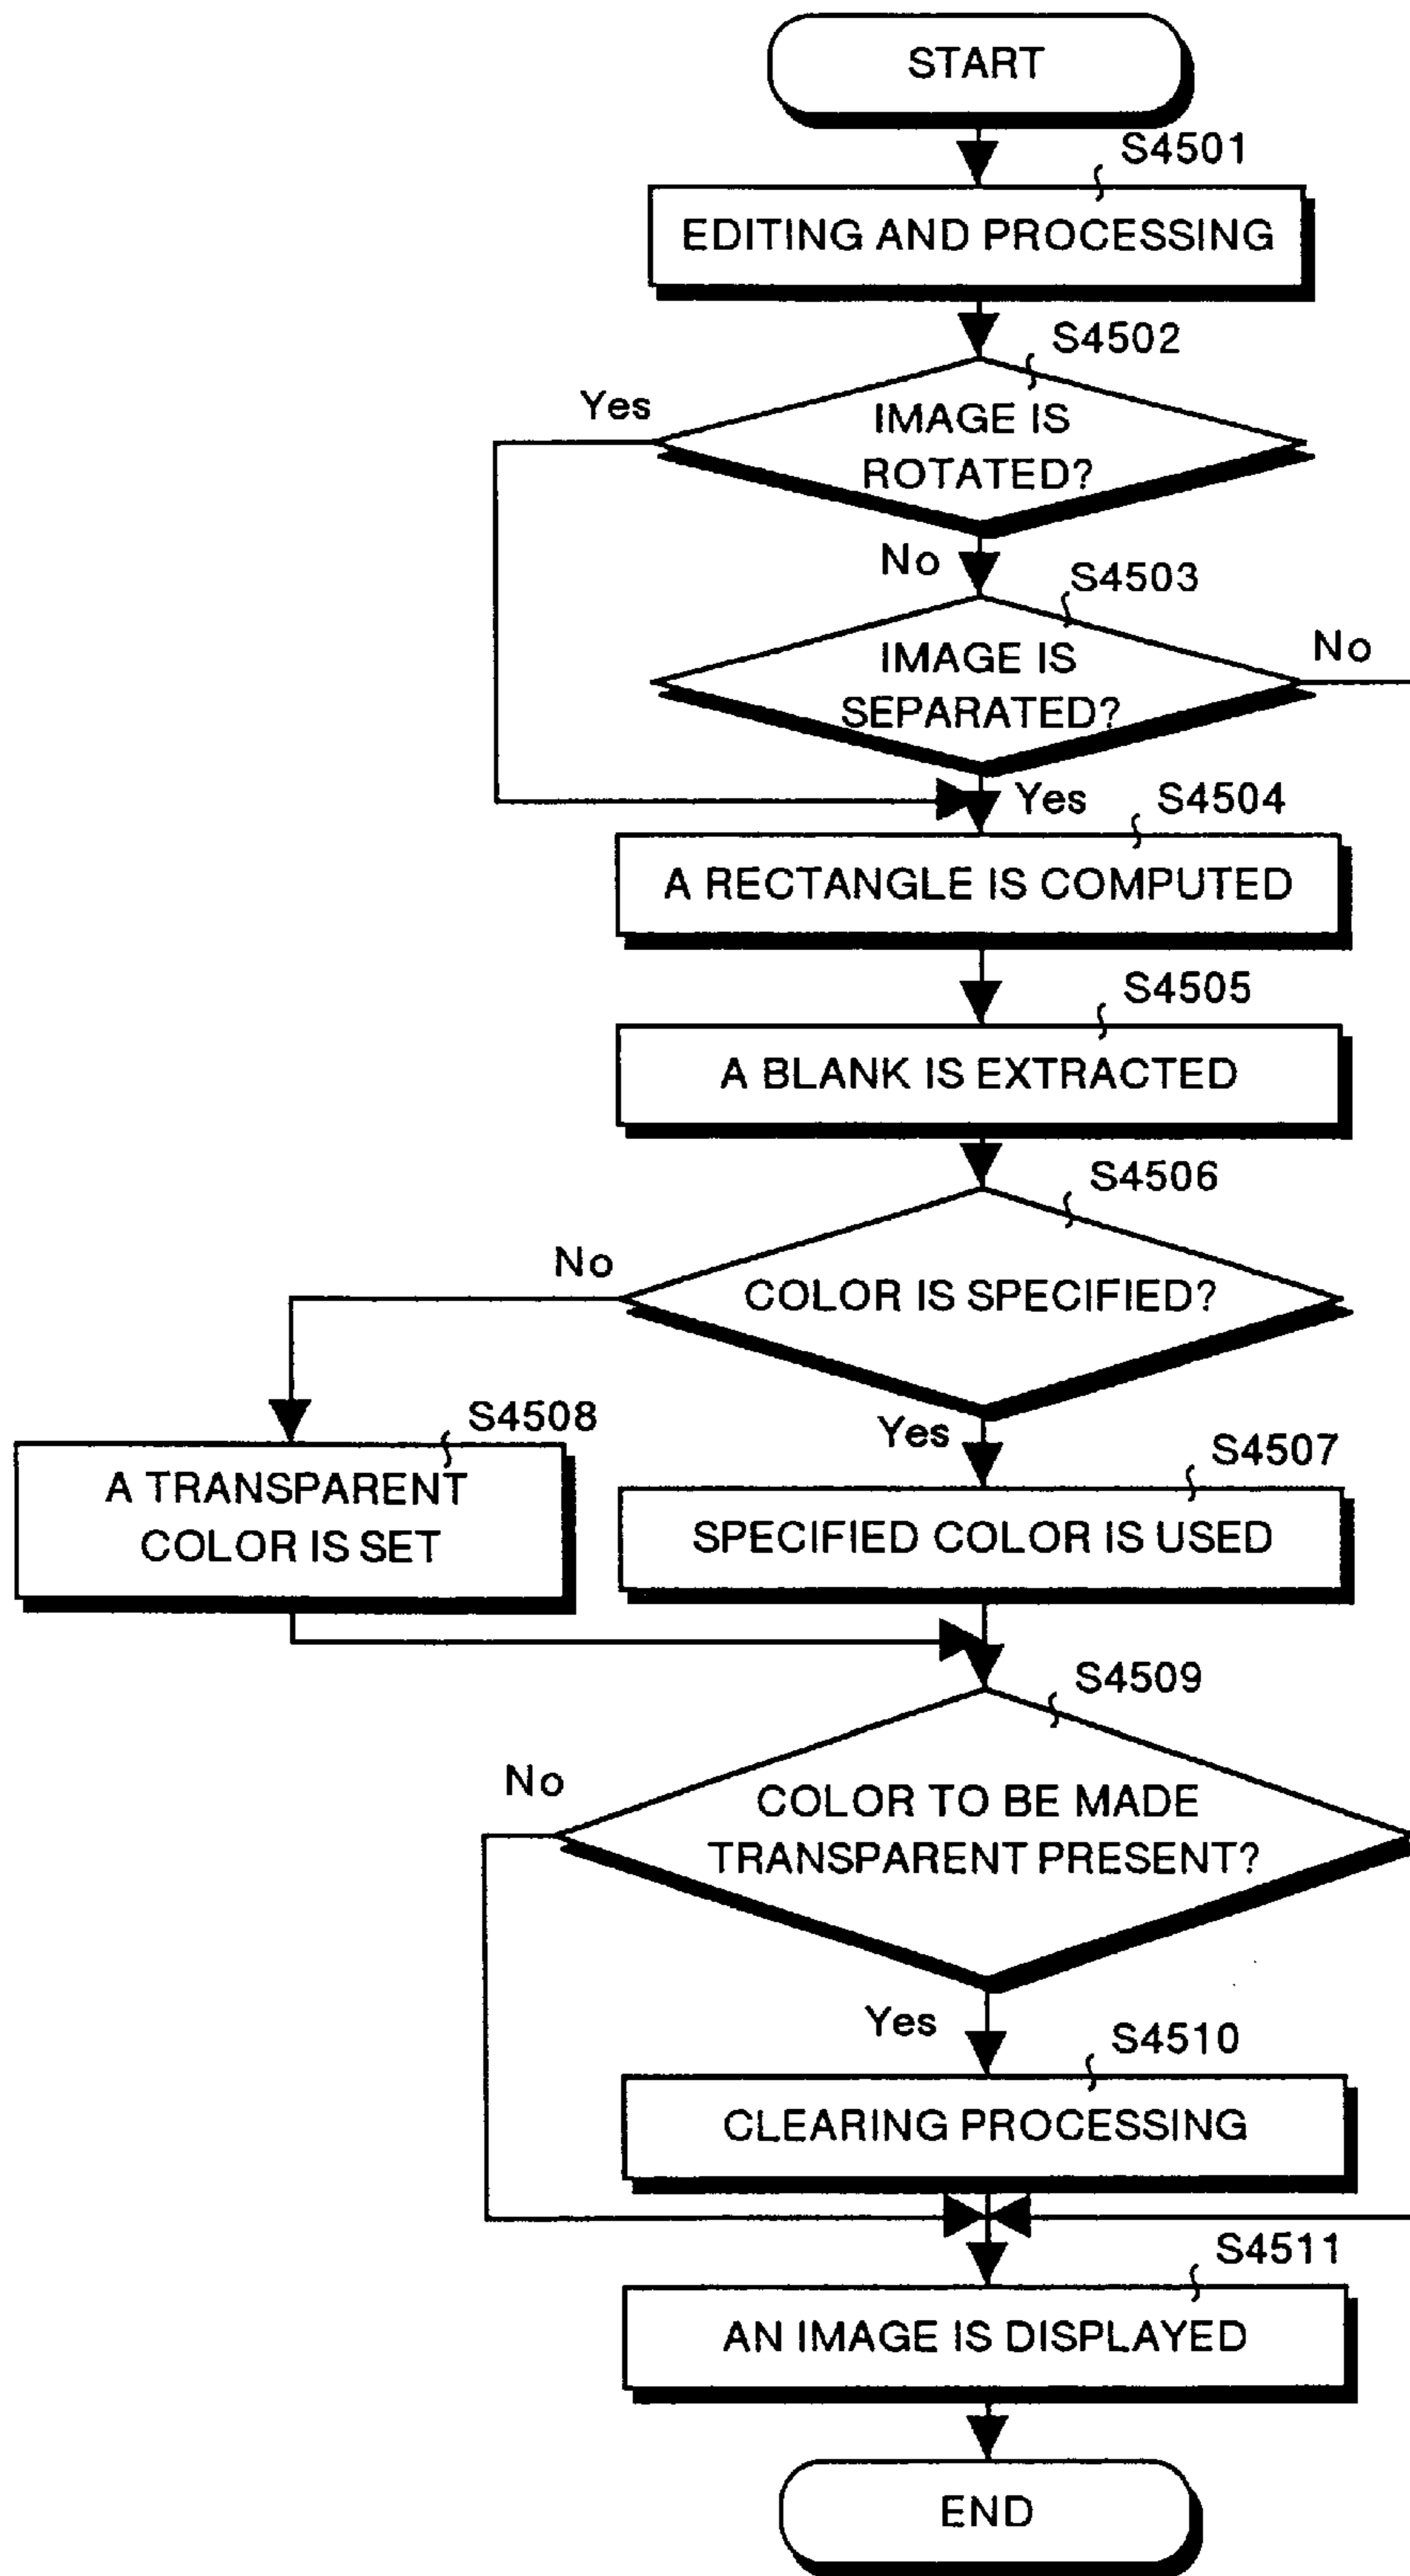 START
S4501
EDITING AND PROCESSING
S4502
Yes
IMAGE IS
ROTATED?
No
S4503
IMAGE IS
SEPARATED?
No
Yes
S4504
A RECTANGLE IS COMPUTED
S4505
A BLANK IS EXTRACTED
S4506
No
COLOR IS SPECIFIED?
S4508
Yes
S4507
A TRANSPARENT
COLOR IS SET
SPECIFIED COLOR IS USED
S4509
No
COLOR TO BE MADE
TRANSPARENT PRESENT?
Yes
S4510
CLEARING PROCESSING
S4511
AN IMAGE IS DISPLAYED
END